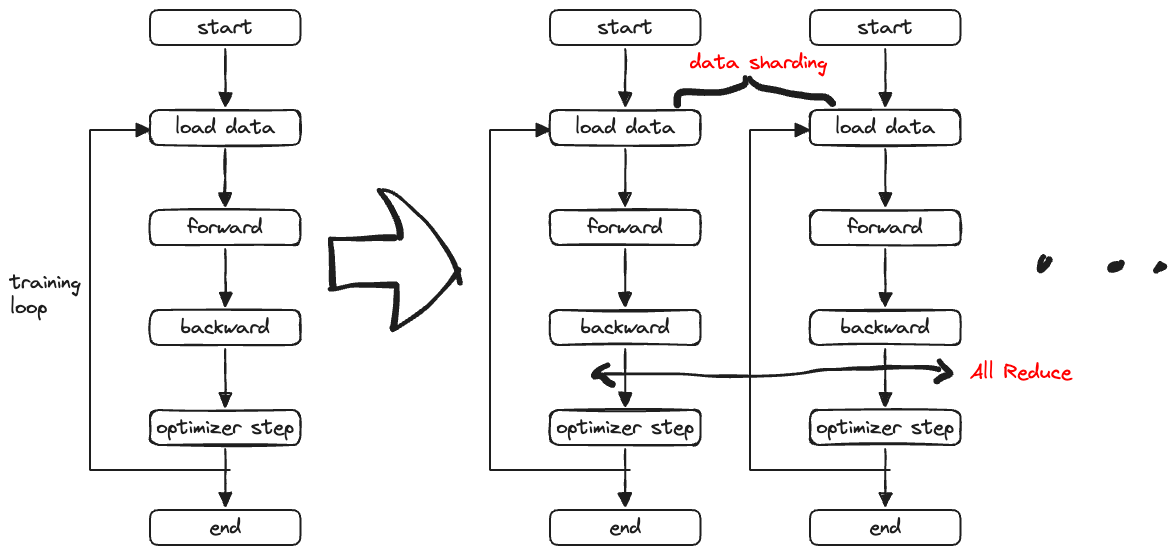 start
load data
forward
training
loop
backward
optimizer step
end
start
start
data sharding
load data
load data
forward
forward
backward
backward
All Reduce
optimizer step
optimizer step
end
end